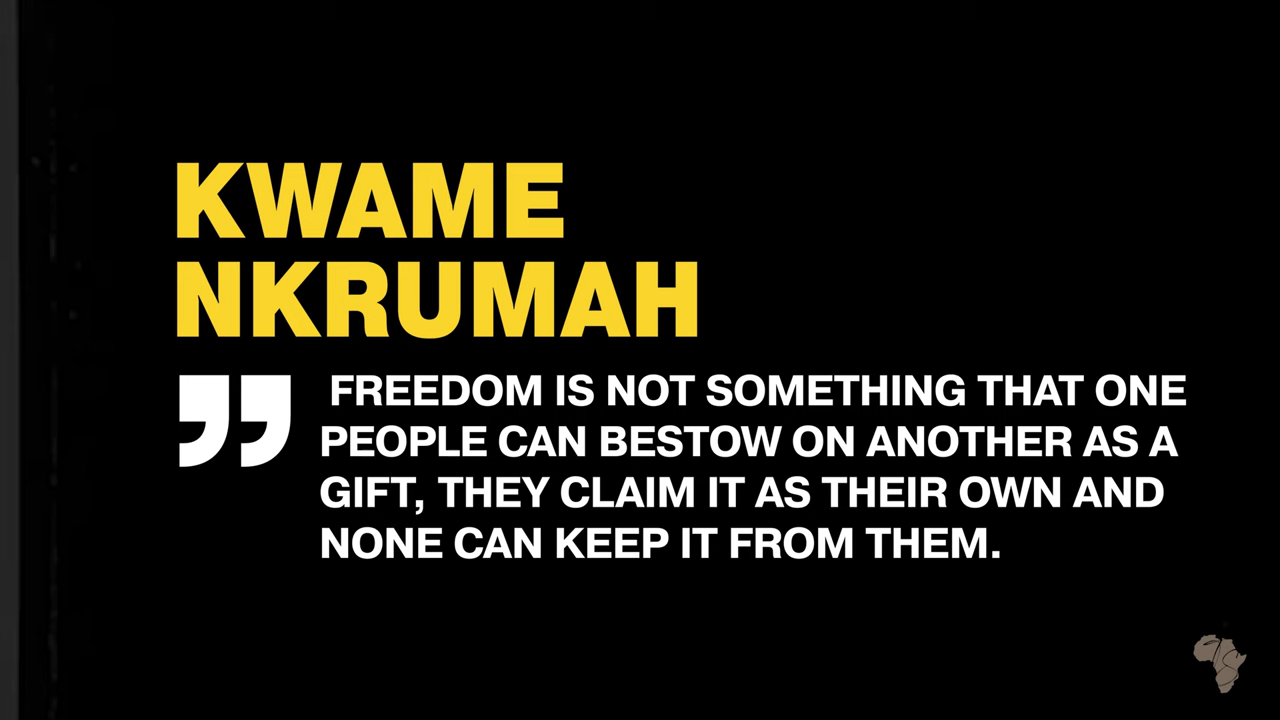 KWAME
NKRUMAH
” FREEDOM IS NOT SOMETHING THAT ONE
PEOPLE CAN BESTOW ON ANOTHER AS A
GIFT, THEY CLAIM IT AS THEIR OWN AND
NONE CAN KEEP IT FROM THEM.